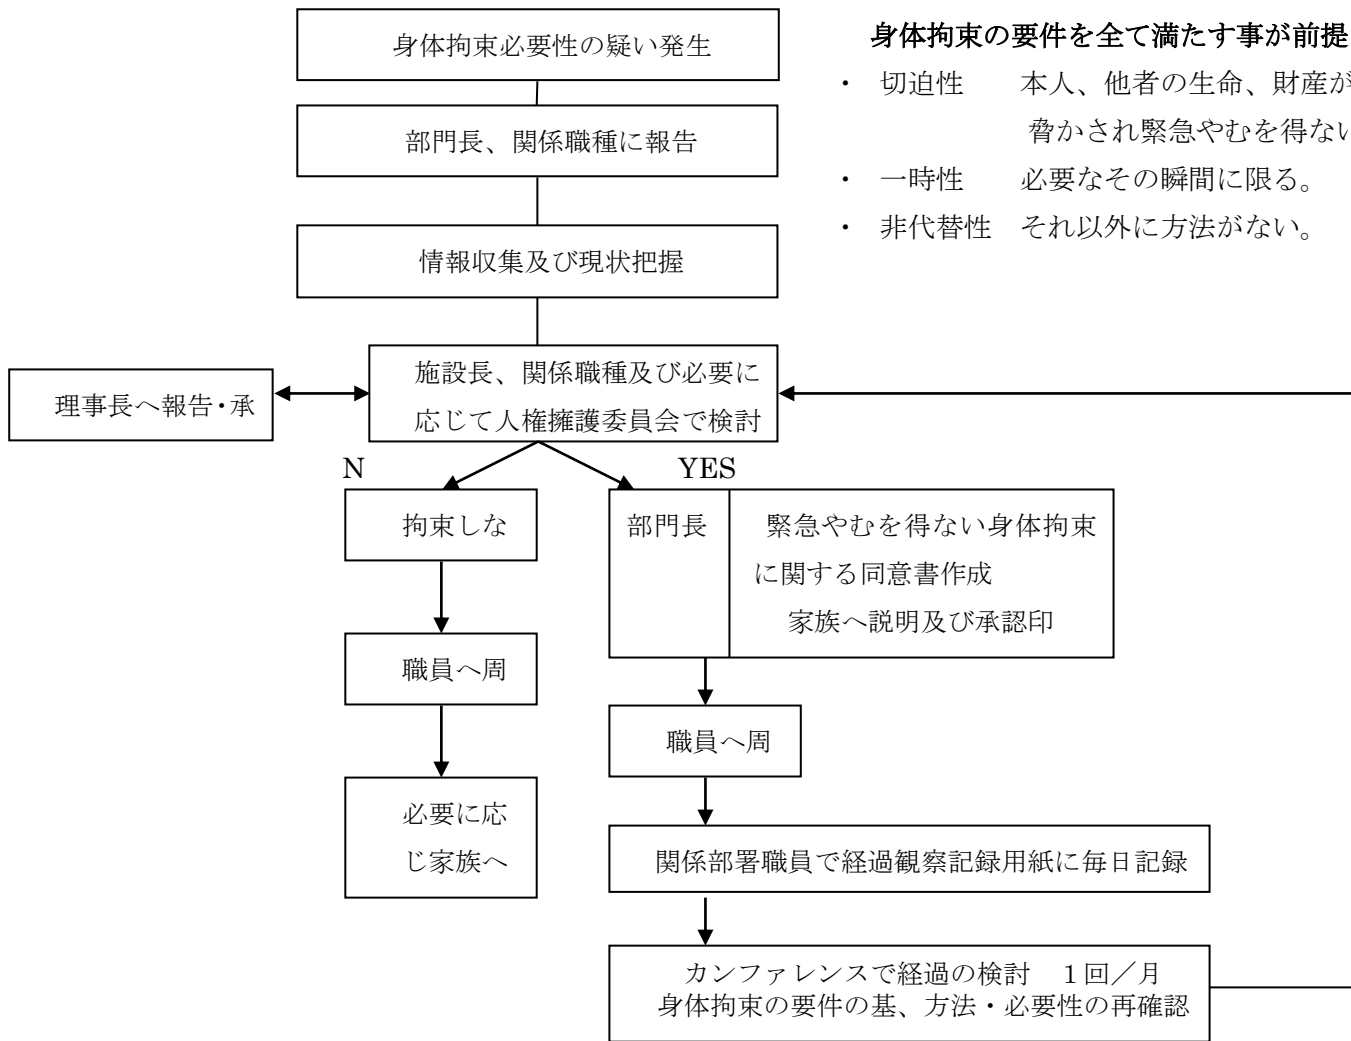 身体拘束必要性の疑い発生
部門長、関係職種に報告
情報収集及び現状把握
身体拘束の要件を全て満たす事が前提
・ 切迫性 本人、他者の生命、財産が
脅かされ緊急やむを得ない
・ 一時性 必要なその瞬間に限る。
・ 非代替性 それ以外に方法がない。
理事長へ報告・承
施設長、関係職種及び必要に
応じて人権擁護委員会で検討
N
YES
拘束しな
職員へ周
必要に応
じ家族へ
部門長
緊急やむを得ない身体拘束
に関する同意書作成
家族へ説明及び承認印
職員へ周
関係部署職員で経過観察記録用紙に毎日記録
カンファレンスで経過の検討 1回／月
身体拘束の要件の基、方法・必要性の再確認